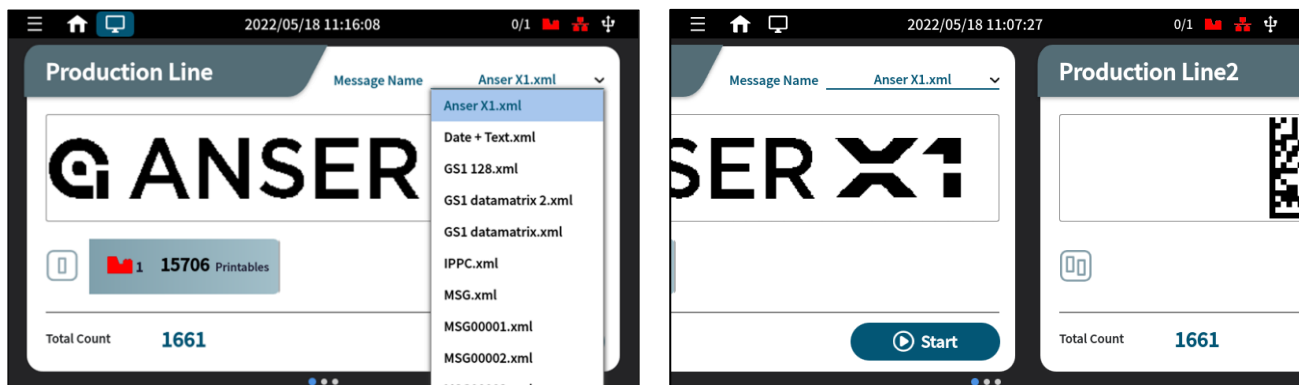 2022/05/18 11:16:08
0/1
Production Line
Message Name
Anser X1.xml
Anser X1.xml
Date + Text.xml
GS1 128.xml
GS1 datamatrix 2.xml
GS1 datamatrix.xml
IPPC.xml
MSG.xml
MSG00001.xml
MSG00002.xml
ANSER
1 15706 Printables
Total Count 1661
2022/05/18 11:07:27
0/1
Message Name
Anser X1.xml
SER X1
Start
Production Line2
Total Count 1661